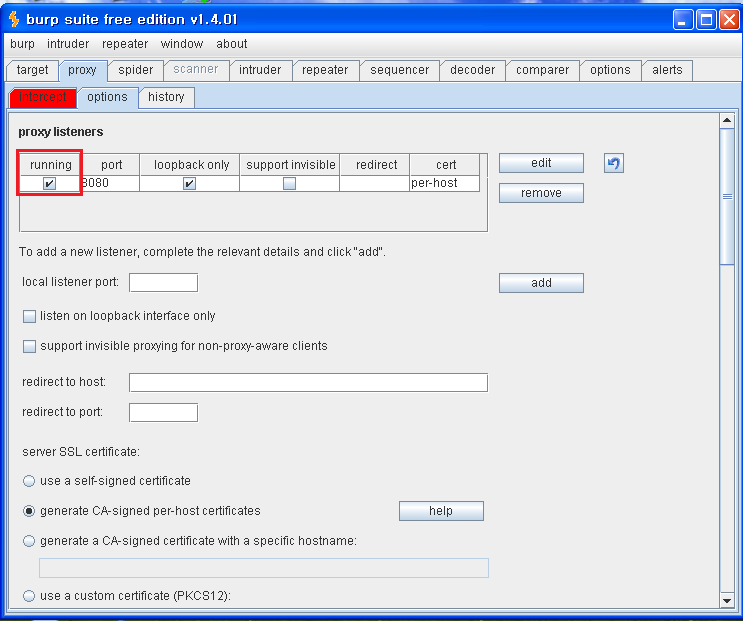 burp suite free edition v1.4.01
burp intruder repeater window about
target proxy spider scanner intruder repeater sequencer decoder comparer options alerts
intercept options history
proxy listeners
running port loopback only support invisible redirect cert
8080 per-host
edit
remove
To add a new listener, complete the relevant details and click "add".
local listener port:
add
listen on loopback interface only
support invisible proxying for non-proxy-aware clients
redirect to host:
redirect to port:
server SSL certificate:
use a self-signed certificate
generate CA-signed per-host certificates
help
generate a CA-signed certificate with a specific hostname:
use a custom certificate (PKCS12):